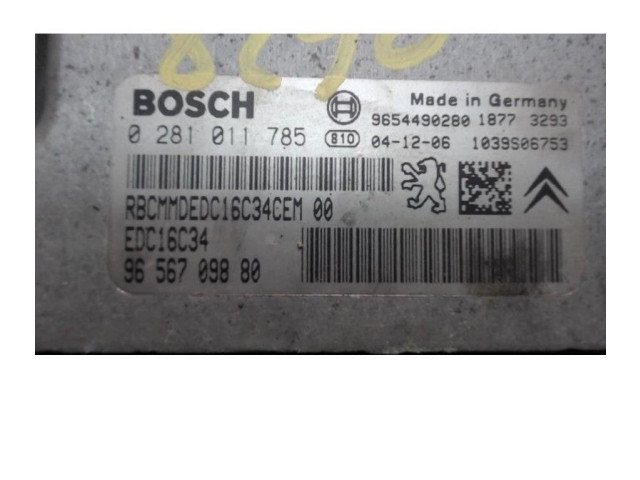 BOSCH
Made in Germany
9654490280 1877 3293
0 281 011 785 810 04-12-06 1039S06753
RBCMMDEDC16C34CEM 00
EDC16C34
96 567 098 80